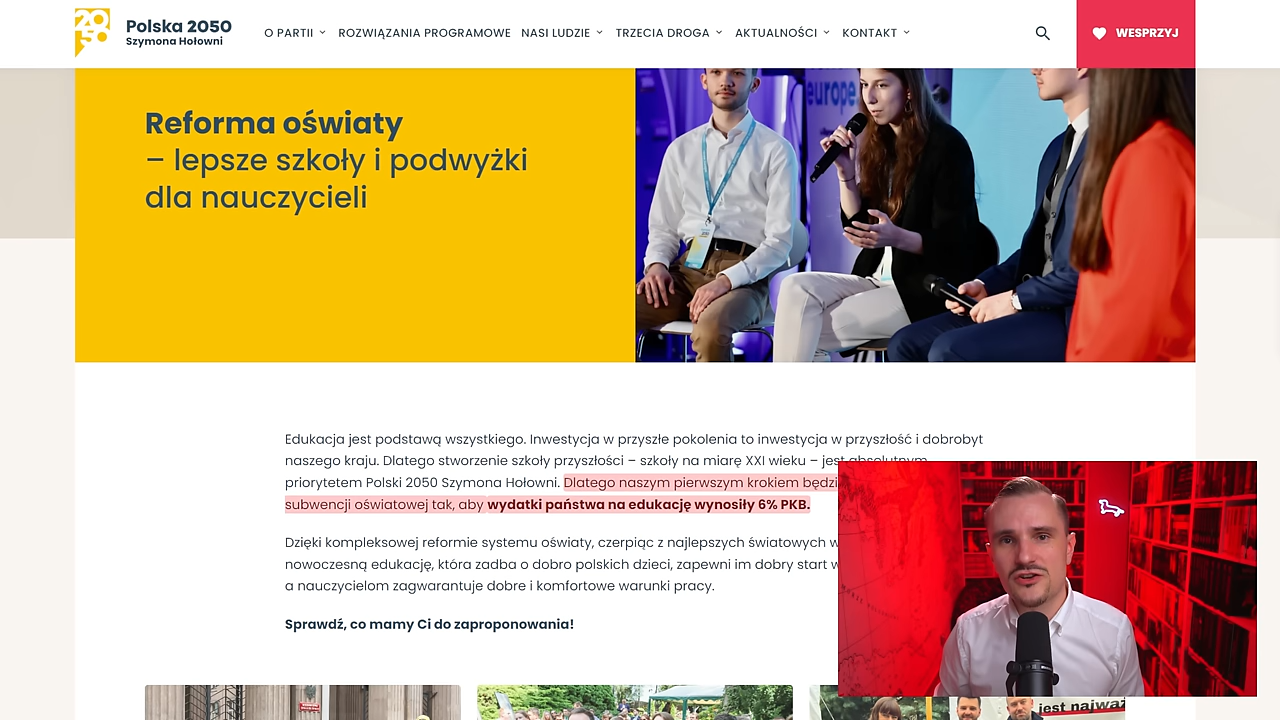 Polska 2050
Szymona Hołowni
O PARTII
ROZWIĄZANIA PROGRAMOWE
NASI LUDZIE
TRZECIA DROGA
AKTUALNOŚCI
KONTAKT
WESPRZYJ
Reforma oświaty
– lepsze szkoły i podwyżki
dla nauczycieli
europe
Edukacja jest podstawą wszystkiego. Inwestycja w przyszłe pokolenia to inwestycja w przyszłość i dobrobyt
naszego kraju. Dlatego stworzenie szkoły przyszłości – szkoły na miarę XXI wieku – jest absolutnym
priorytetem Polski 2050 Szymona Hołowni. Dlatego naszym pierwszym krokiem będzi
subwencji oświatowej tak, aby wydatki państwa na edukację wynosiły 6% PKB.
Dzięki kompleksowej reformie systemu oświaty, czerpiąc z najlepszych światowych w
nowoczesną edukację, która zadba o dobro polskich dzieci, zapewni im dobry start w
a nauczycielom zagwarantuje dobre i komfortowe warunki pracy.
Sprawdź, co mamy Ci do zaproponowania!
jest najważ